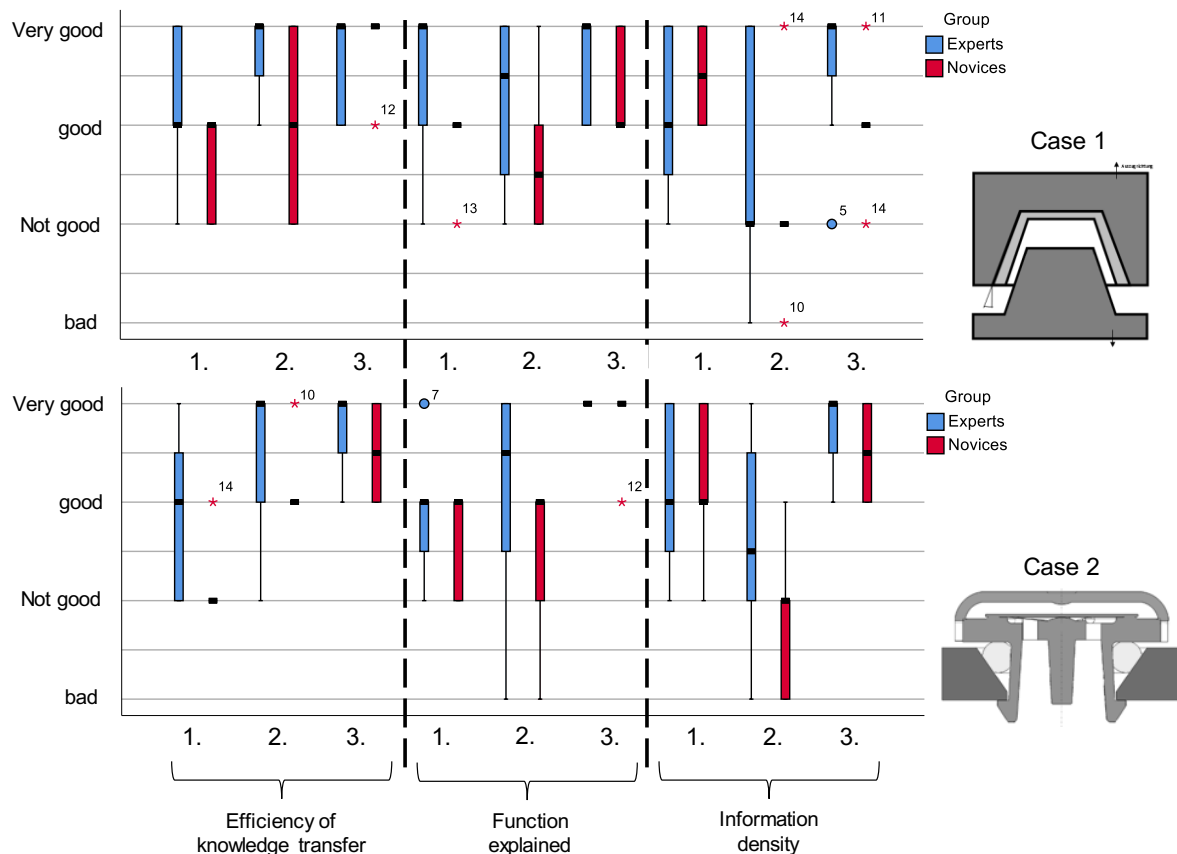 Very good
good
Not good
bad
12
13
14
11
5
14
10
Group
Experts
Novices
Case 1
1. 2. 3. 1. 2. 3. 1. 2. 3.
Very good
good
Not good
bad
14
10
7
12
Group
Experts
Novices
Case 2
1. 2. 3. 1. 2. 3. 1. 2. 3.
Efficiency of
knowledge transfer
Function
explained
Information
density